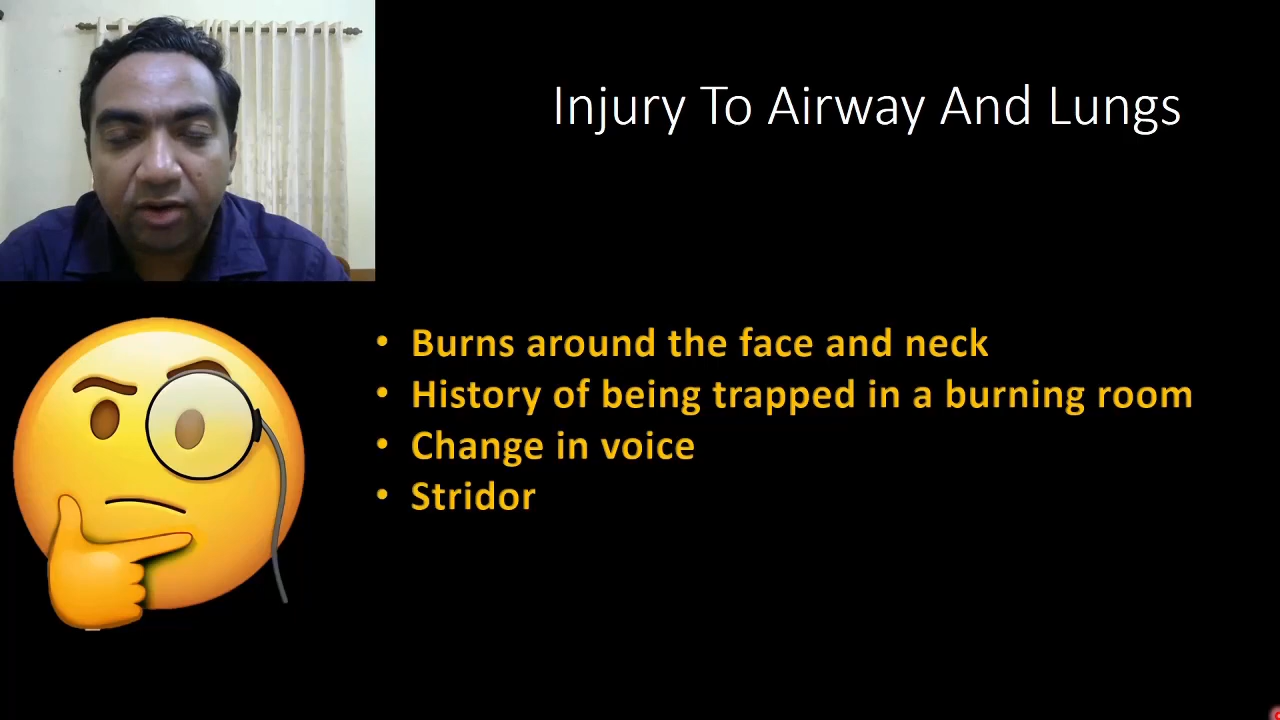 Injury To Airway And Lungs
• Burns around the face and neck
• History of being trapped in a burning room
• Change in voice
• Stridor